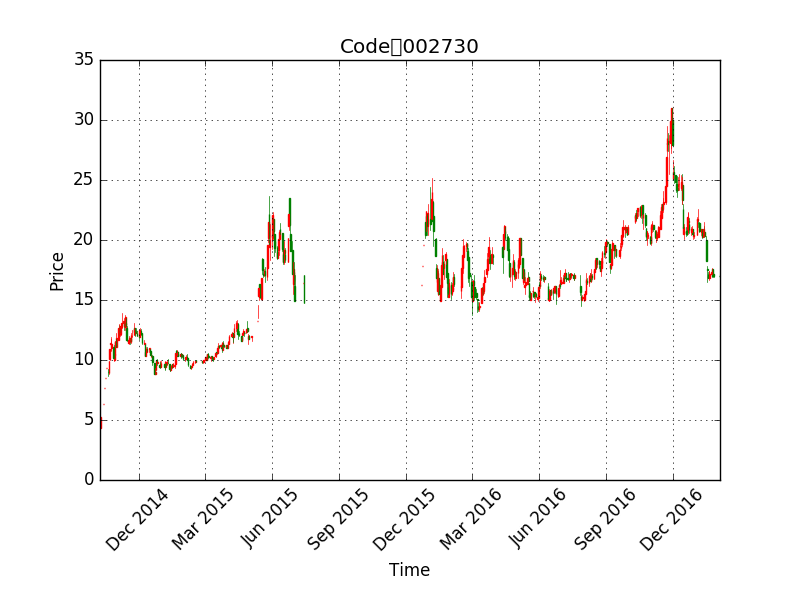 Code▯002730
35
30
25
20
15
10
5
0
Price
Dec 2014
Mar 2015
Jun 2015
Sep 2015
Dec 2015
Mar 2016
Jun 2016
Sep 2016
Dec 2016
Time